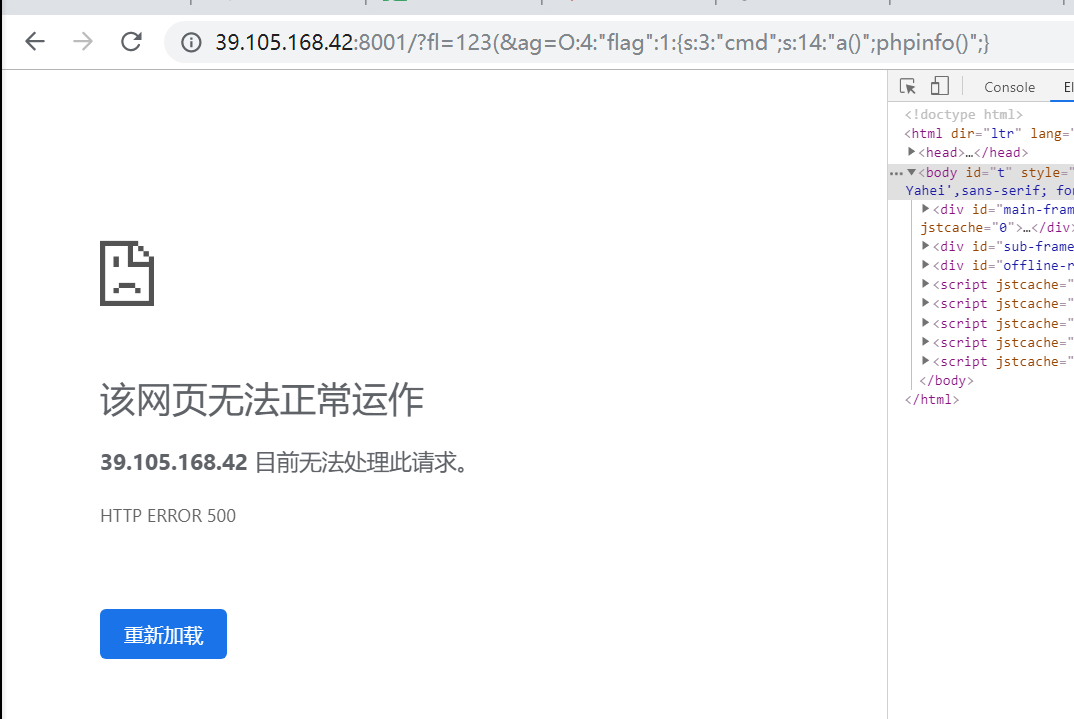 39.105.168.42:8001/?fl=123(&ag=O:4:"flag":1:{s:3:"cmd";s:14:"a()";phpinfo()";}
Console El
<!doctype html>
<html dir="ltr" lang="
<head>…</head>
<body id="t" style="
Yahei',sans-serif; fo
<div id="main-fram
jstcache="0">…</div>
<div id="sub-frame
<div id="offline-r
<script jstcache="
<script jstcache="
<script jstcache="
<script jstcache="
<script jstcache="
</body>
</html>
该网页无法正常运作
39.105.168.42 目前无法处理此请求。
HTTP ERROR 500
重新加载